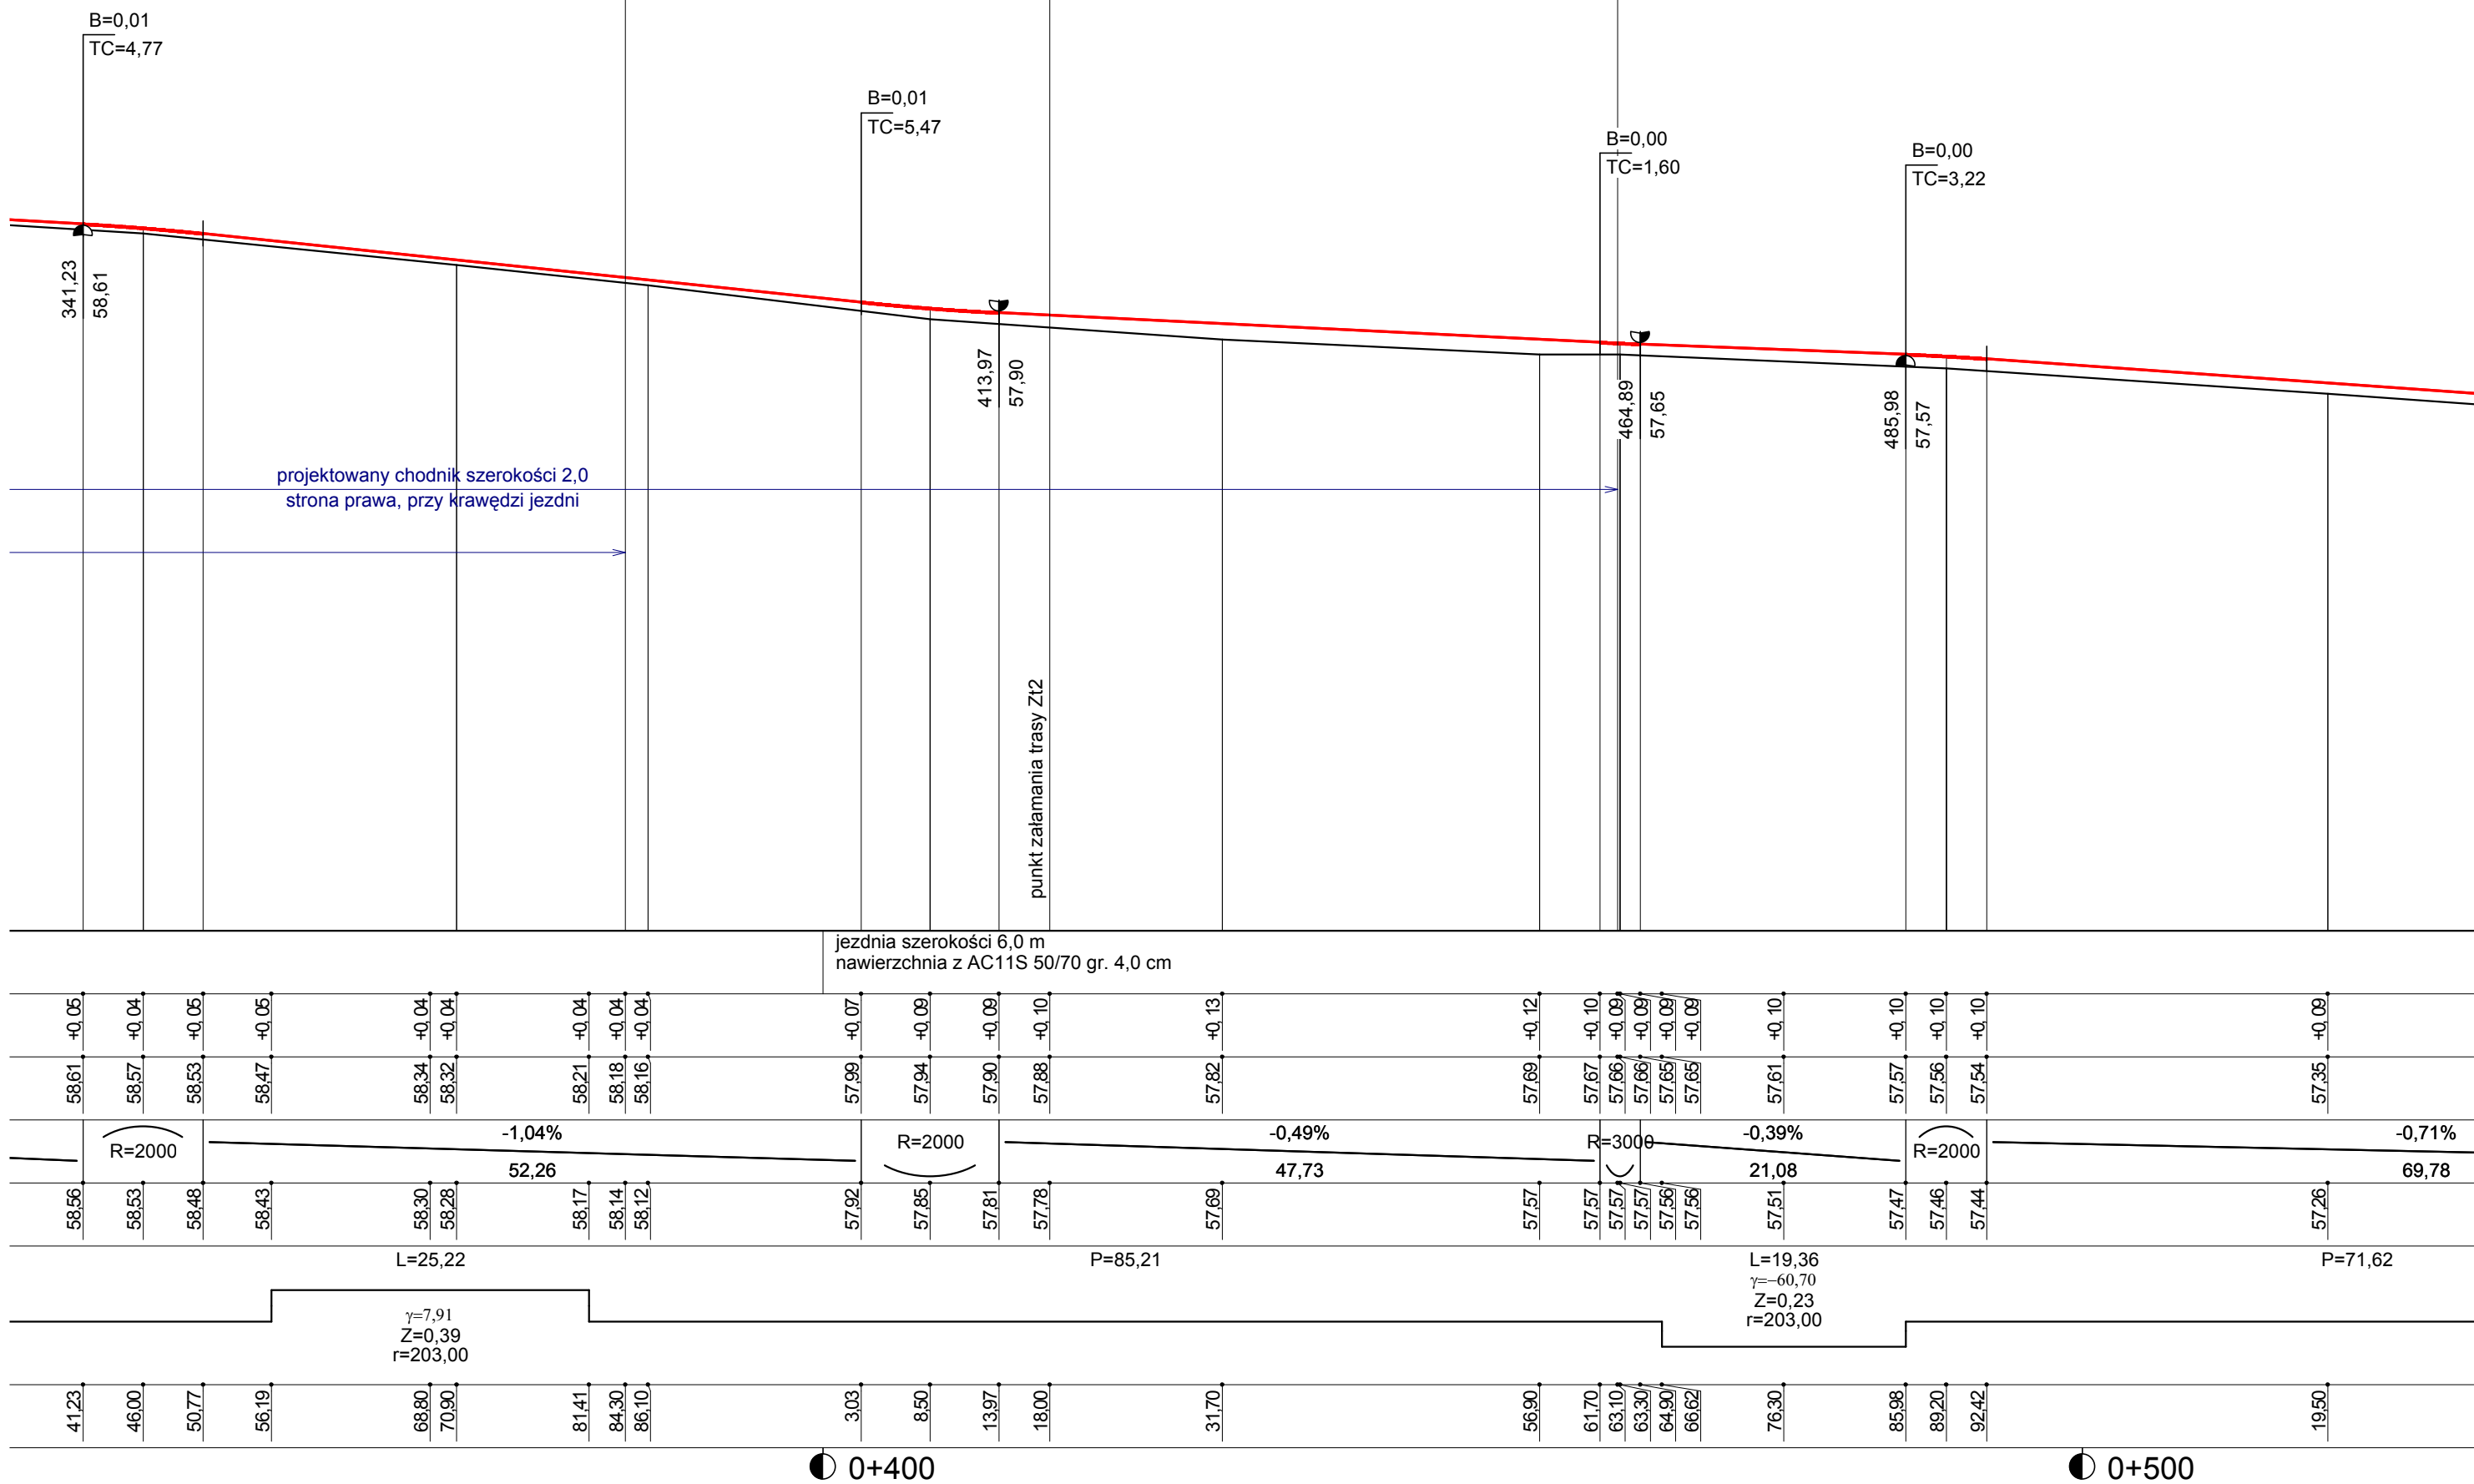 B=0,01
TC=4,77
B=0,01
TC=5,47
B=0,00
TC=1,60
B=0,00
TC=3,22
341,23
58,61
413,97
57,90
464,89
57,65
485,98
57,57
projektowany chodnik szerokości 2,0
strona prawa, przy krawędzi jezdni
punkt załamania trasy Zt2
jezdnia szerokości 6,0 m
nawierzchnia z AC11S 50/70 gr. 4,0 cm
+0,05 +0,04 +0,05 +0,05 +0,04 +0,04 +0,04 +0,04 +0,04 +0,07 +0,09 +0,09 +0,10 +0,13 +0,12 +0,10 +0,09 +0,09 +0,09 +0,09 +0,10 +0,10 +0,10 +0,10 +0,09
58,61 58,57 58,53 58,47 58,34 58,32 58,21 58,18 58,16 57,99 57,94 57,90 57,88 57,82 57,69 57,67 57,66 57,66 57,65 57,65 57,61 57,57 57,56 57,54 57,35
R=2000 -1,04% R=2000 -0,49% R=3000 -0,39% R=2000 -0,71%
52,26 47,73 21,08 69,78
58,56 58,53 58,48 58,43 58,30 58,28 58,17 58,14 58,12 57,92 57,85 57,81 57,78 57,69 57,57 57,57 57,57 57,57 57,56 57,56 57,51 57,47 57,46 57,44 57,26
L=25,22 P=85,21 L=19,36 P=71,62
γ=7,91
Z=0,39
r=203,00
γ=−60,70
Z=0,23
r=203,00
41,23 46,00 50,77 56,19 68,80 70,90 81,41 84,30 86,10 3,03 8,50 13,97 18,00 31,70 56,90 61,70 63,10 63,30 64,90 66,62 76,30 85,98 89,20 92,42 19,50
0+400 0+500